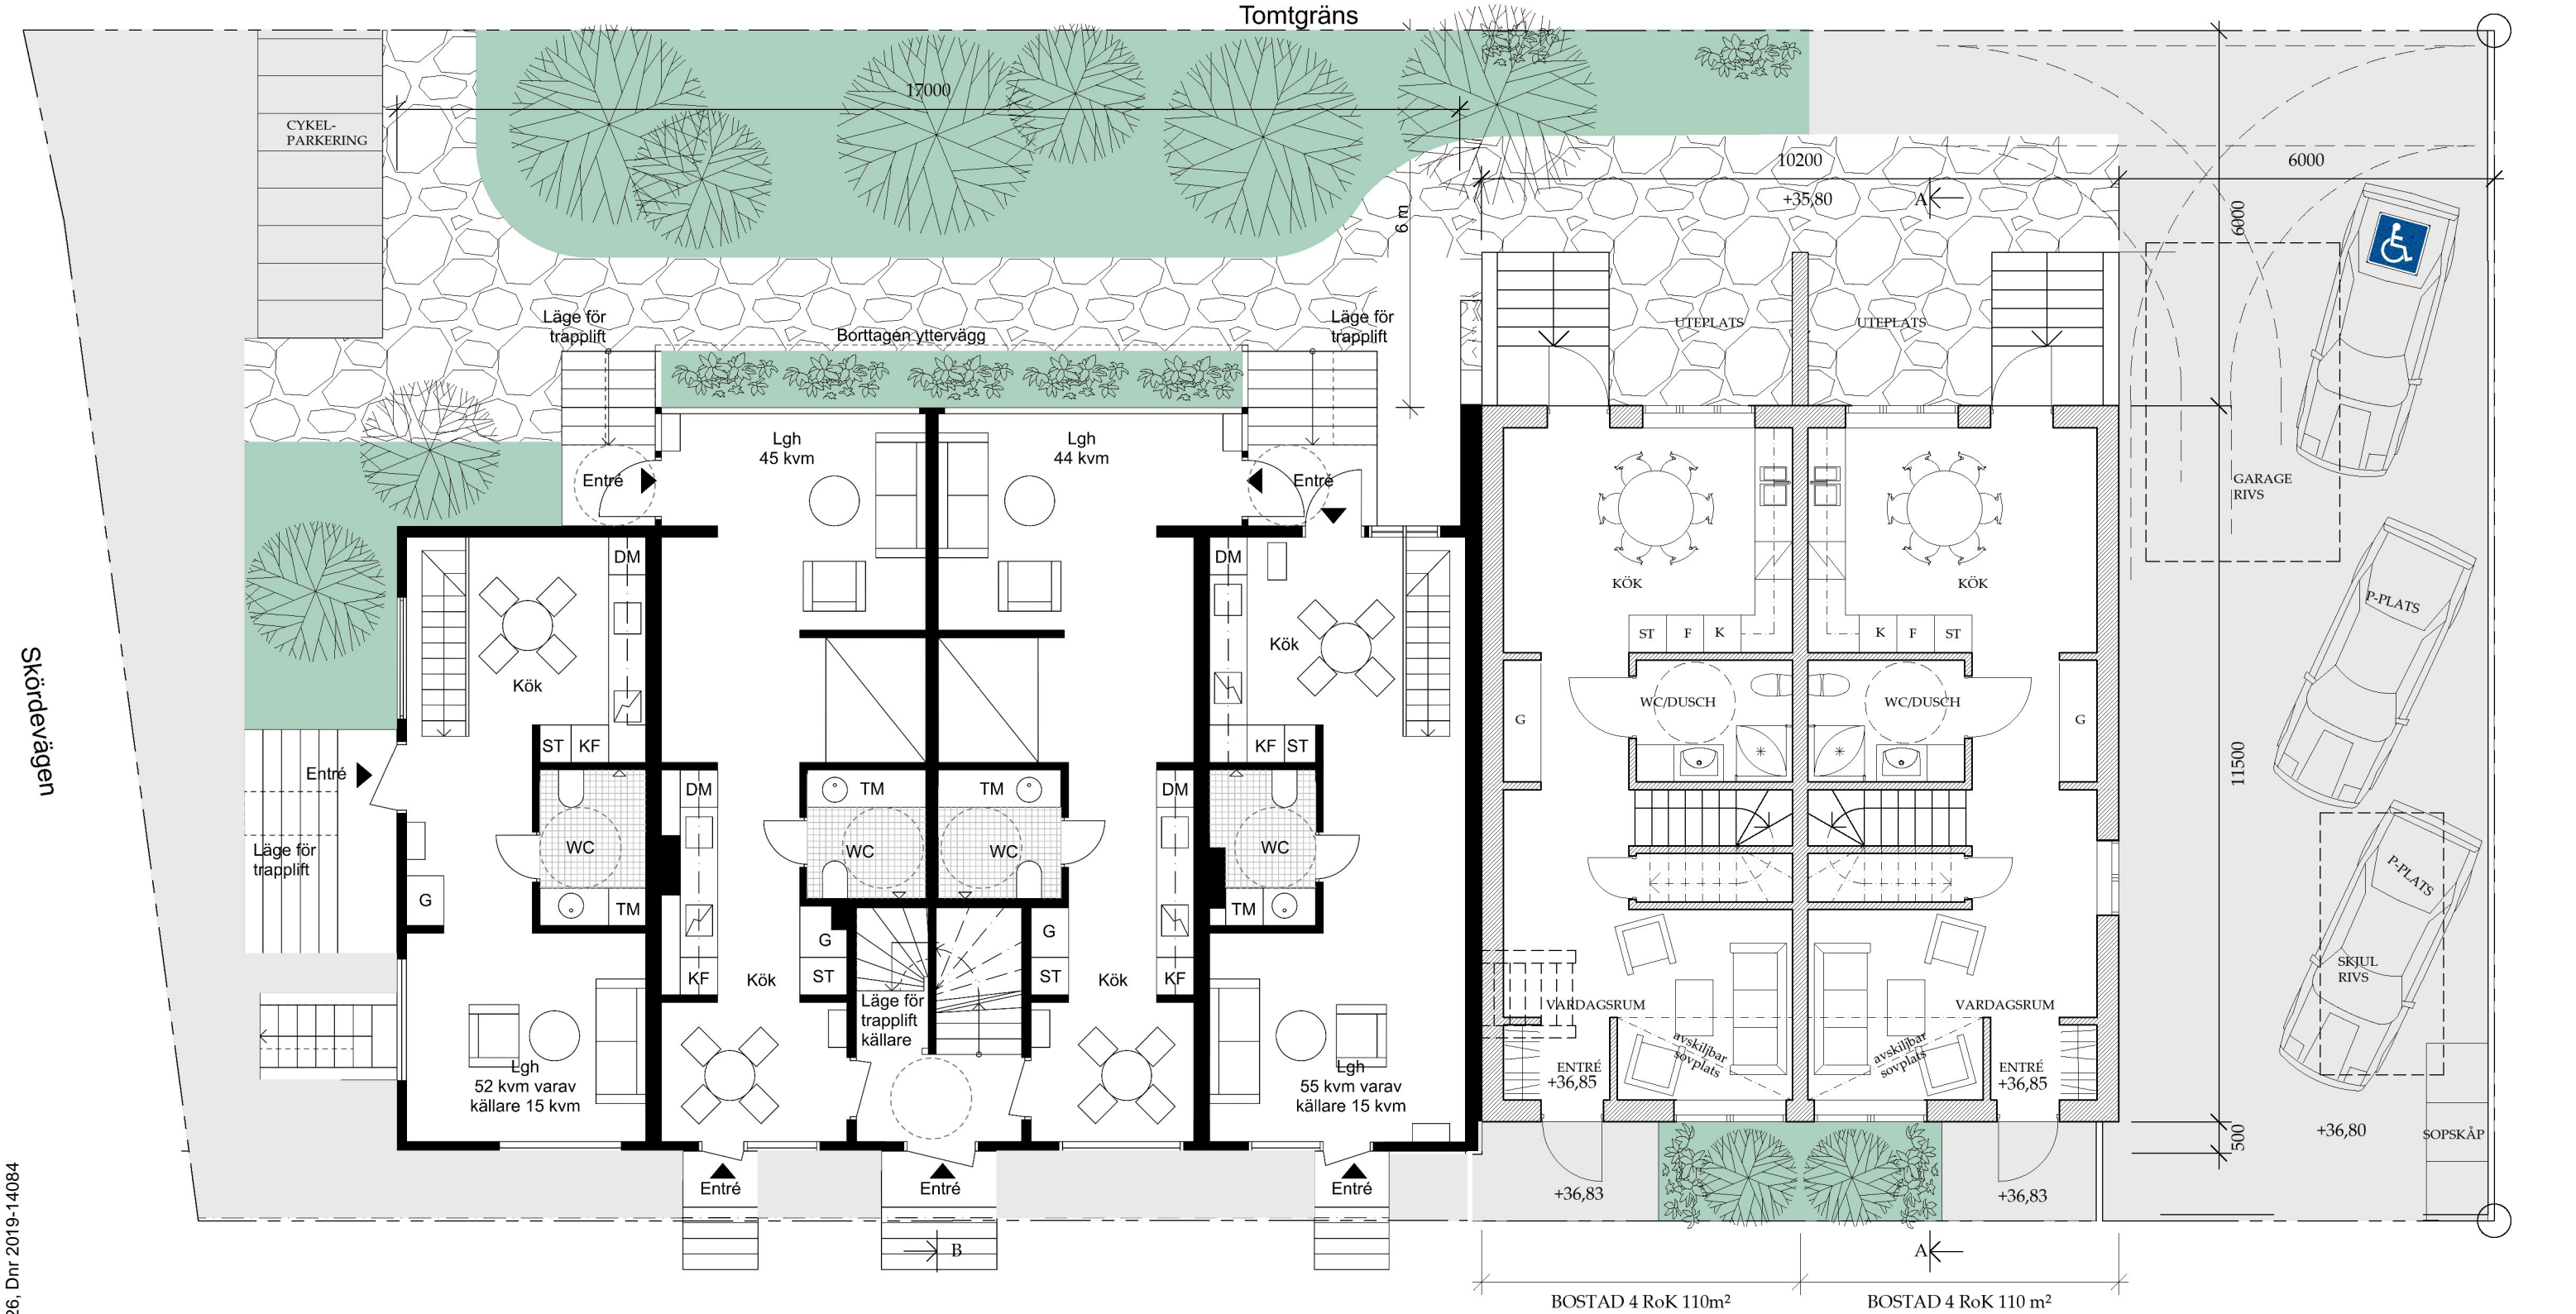 Tomtgräns
17000
CYKEL-
PARKERING
10200
6000
+35,80
A
6 m
6000
Läge för
trapplift
Borttagen yttervägg
Läge för
trapplift
UTEPLATS
UTEPLATS
Lgh
45 kvm
Lgh
44 kvm
Entré
Entré
GARAGE
RIVS
DM
DM
KÖK
KÖK
P-PLATS
Kök
Kök
ST F K
K F ST
Skördevägen
ST KF
KF ST
WC/DUSCH
WC/DUSCH
G
G
Entré
DM
TM
TM
DM
11500
WC
WC
WC
WC
Läge för
trapplift
P-PLATS
G
TM
TM
G
G
KF
Kök
ST
ST
Kök
KF
Läge för
trapplift
källare
SKJUL
RIVS
VARDAGSRUM
VARDAGSRUM
avskiljbar
sovplats
avskiljbar
sovplats
Lgh
52 kvm varav
källare 15 kvm
Lgh
55 kvm varav
källare 15 kvm
ENTRÉ
+36,85
ENTRÉ
+36,85
+36,80
SOPSKÅP
500
Entré
Entré
Entré
+36,83
+36,83
B
A
26, Dnr 2019-14084
BOSTAD 4 RoK 110m²
BOSTAD 4 RoK 110 m²